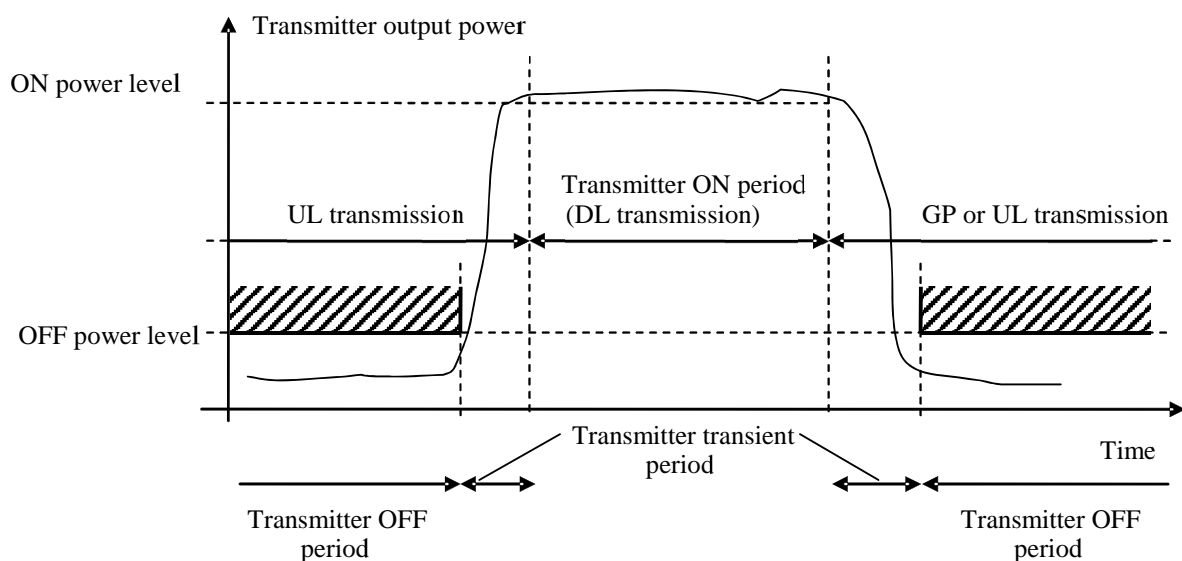 Transmitter output power
ON power level
Transmitter ON period
(DL transmission)
UL transmission
GP or UL transmission
OFF power level
Transmitter transient
period
Time
Transmitter OFF
period
Transmitter OFF
period